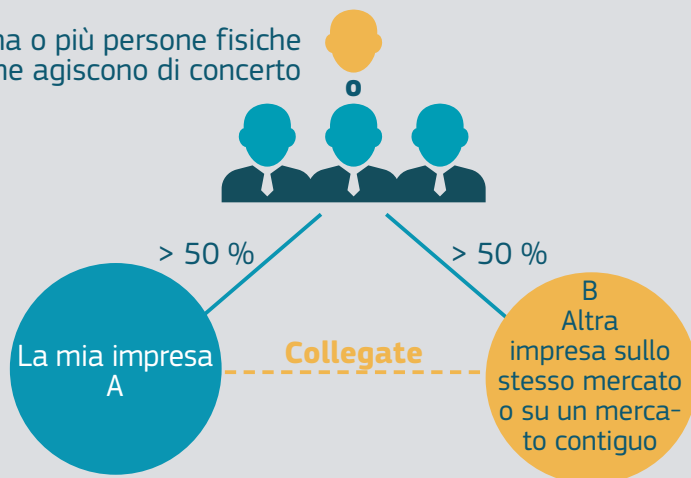 na o più persone fisiche
ne agiscono di concerto
o
> 50 %
> 50 %
La mia impresa
A
Collegate
B
Altra
impresa sullo
stesso mercato
o su un merca-
to contiguo